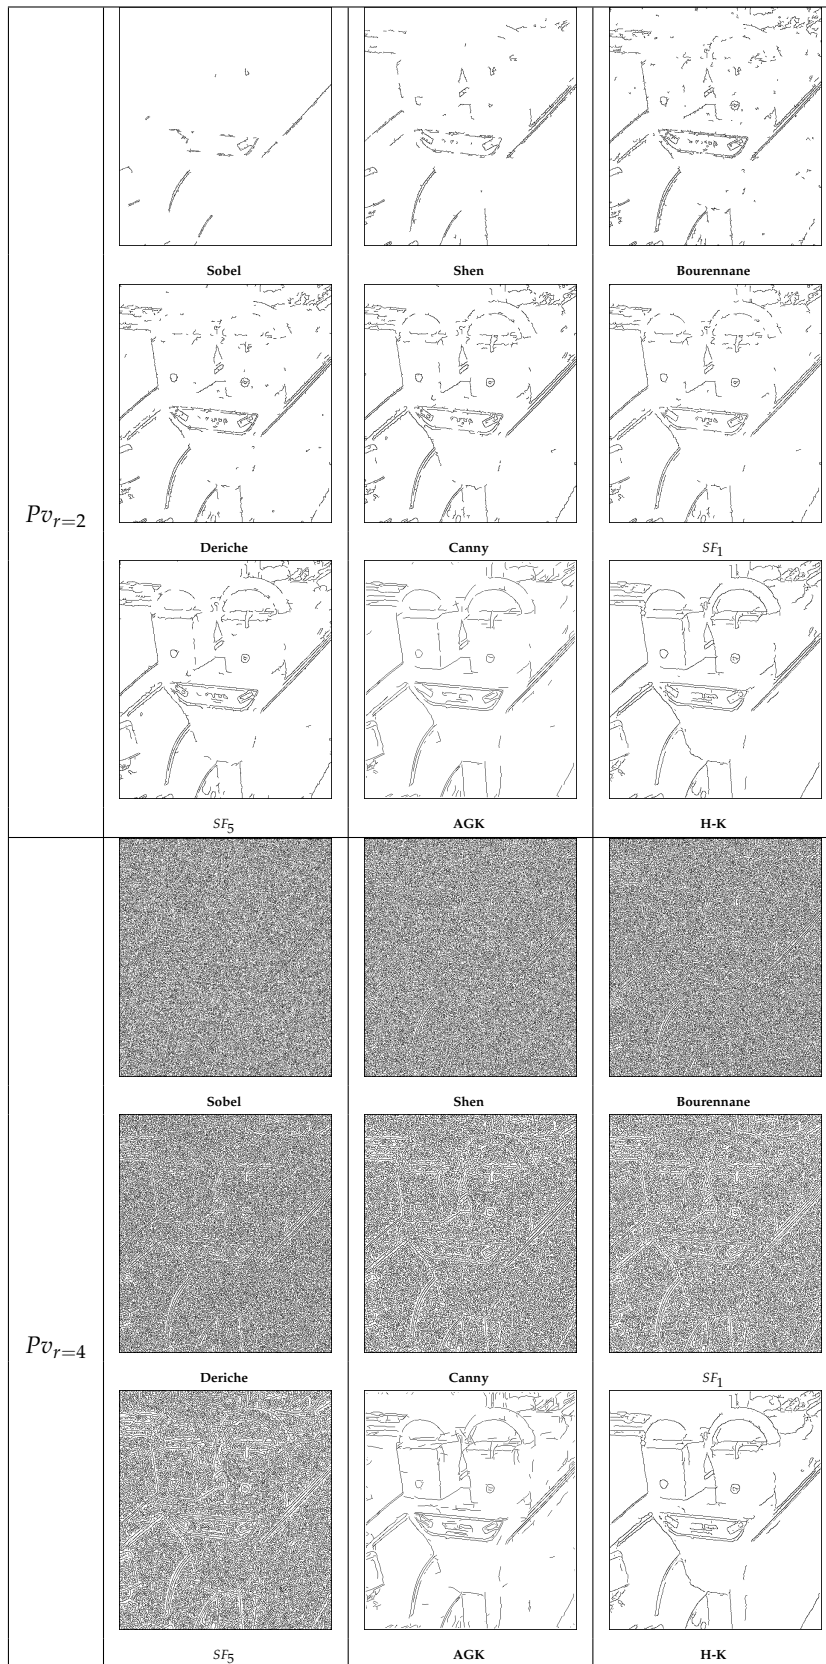 Sobel Shen Bourennane
Pv_{r=2}
Deriche Canny SF_1
SF_5 AGK H-K
Sobel Shen Bourennane
Pv_{r=4}
Deriche Canny SF_1
SF_5 AGK H-K